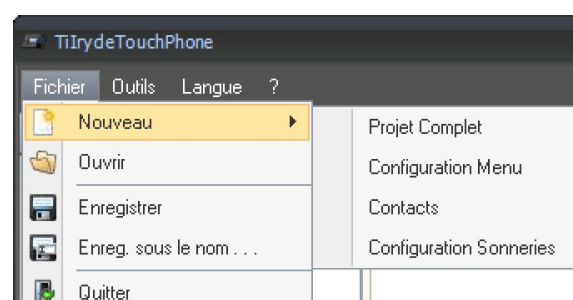 TiIrydeTouchPhone
Fichier Outils Langue ?
Nouveau
Projet Complet
Ouvrir
Configuration Menu
Enregistrer
Contacts
Enreg. sous le nom . . .
Configuration Sonneries
Quitter